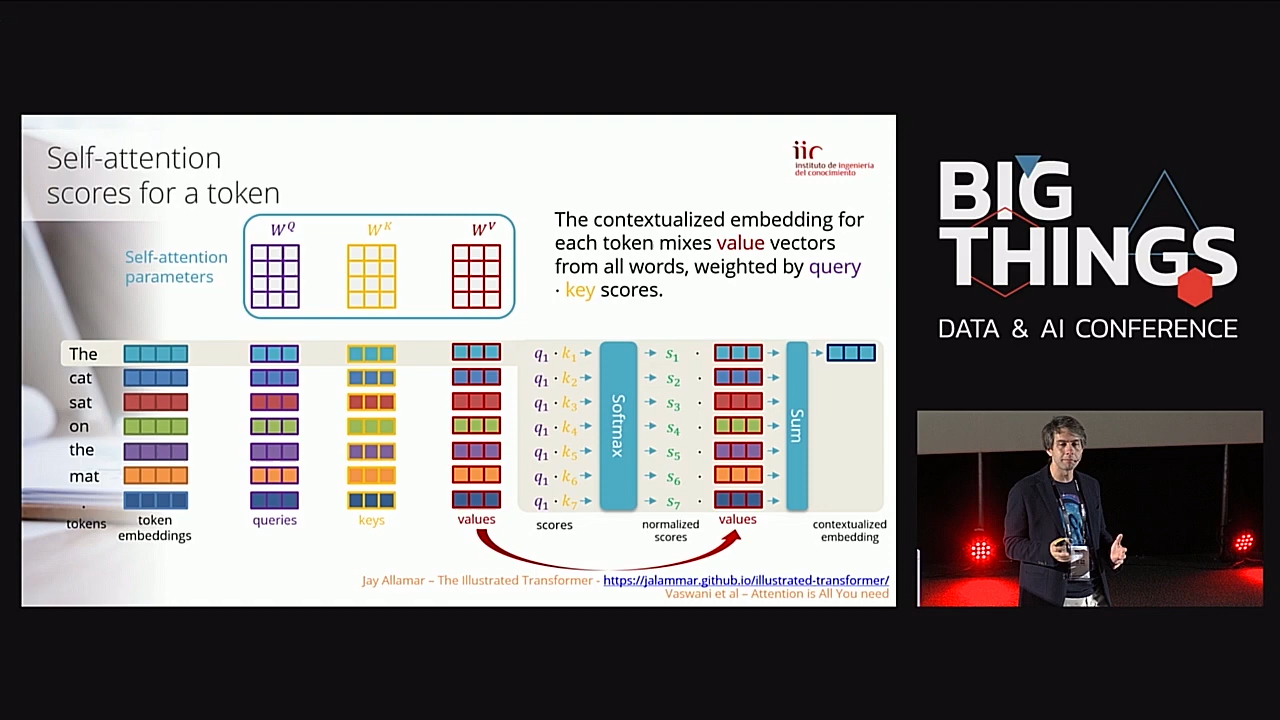 Self-attention
scores for a token
iic
instituto de ingeniería
del conocimiento
Self-attention
parameters
W^Q W^K W^V
The contextualized embedding for
each token mixes value vectors
from all words, weighted by query
· key scores.
The q₁ · k₁ s₁ ·
cat q₁ · k₂ s₂ ·
sat q₁ · k₃ s₃ ·
on q₁ · k₄ s₄ ·
the q₁ · k₅ s₅ ·
mat q₁ · k₆ s₆ ·
. q₁ · k₇ s₇ ·
Softmax
Sum
tokens
token
embeddings
queries
keys
values
scores
normalized
scores
values
contextualized
embedding
Jay Allamar – The Illustrated Transformer - https://jalammar.github.io/illustrated-transformer/
Vaswani et al – Attention is All You need
BIG
THINGS
DATA & AI CONFERENCE